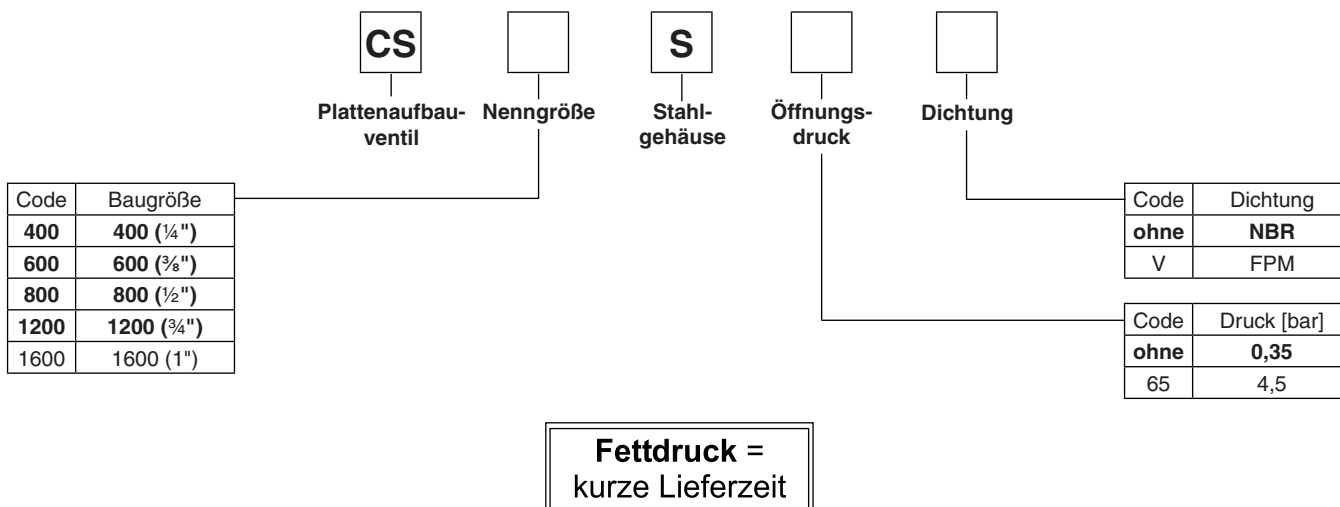 CS S
Plattenaufbau- Nenngröße Stahl- Öffnungs- Dichtung
ventil gehäuse druck
Code Baugröße
400 400 (¼")
600 600 (⅜")
800 800 (½")
1200 1200 (¾")
1600 1600 (1")
Code Dichtung
ohne NBR
V FPM
Code Druck [bar]
ohne 0,35
65 4,5
Fettdruck =
kurze Lieferzeit